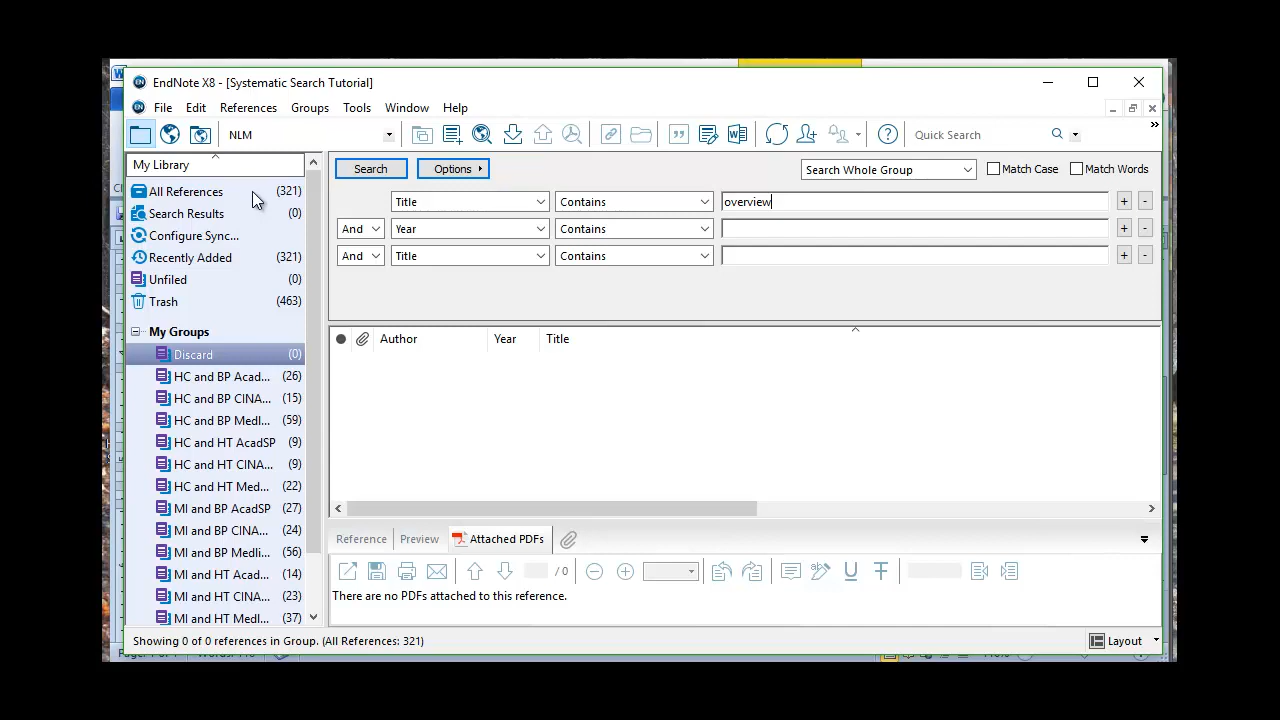 EndNote X8 - [Systematic Search Tutorial]
File Edit References Groups Tools Window Help
NLM
Quick Search
My Library
All References (321)
Search Results (0)
Configure Sync...
Recently Added (321)
Unfiled (0)
Trash (463)
My Groups
Discard (0)
HC and BP Acad... (26)
HC and BP CINA... (15)
HC and BP Medl... (59)
HC and HT AcadSP (9)
HC and HT CINA... (9)
HC and HT Med... (22)
MI and BP AcadSP (27)
MI and BP CINA... (24)
MI and BP Medli... (56)
MI and HT Acad... (14)
MI and HT CINA... (23)
MI and HT Medl... (37)
Search Options Search Whole Group Match Case Match Words
Title Contains overview + -
And Year Contains + -
And Title Contains + -
Author Year Title
Reference Preview Attached PDFs
/ 0
There are no PDFs attached to this reference.
Showing 0 of 0 references in Group. (All References: 321)
Layout